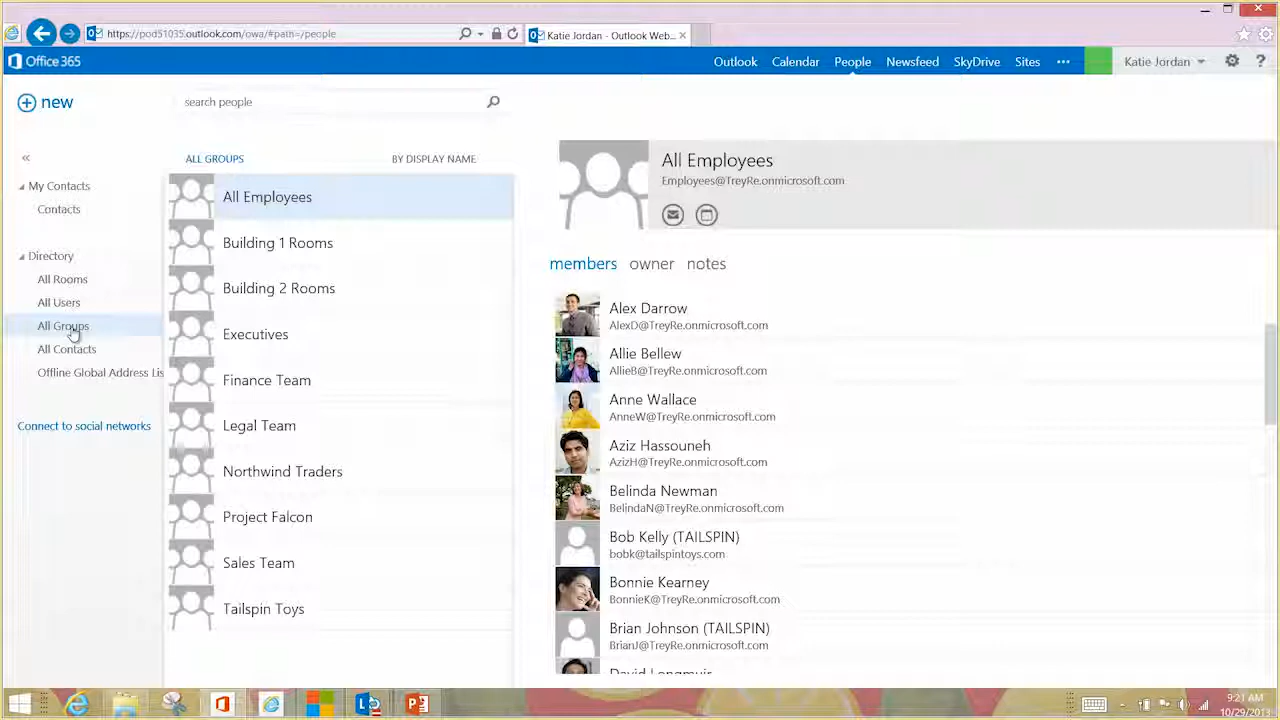 https://pod51035.outlook.com/owa/#path=/people
Katie Jordan - Outlook Web...
Office 365
Outlook
Calendar
People
Newsfeed
SkyDrive
Sites
Katie Jordan
new
search people
ALL GROUPS
BY DISPLAY NAME
My Contacts
Contacts
Directory
All Rooms
All Users
All Groups
All Contacts
Offline Global Address Lis
Connect to social networks
All Employees
Building 1 Rooms
Building 2 Rooms
Executives
Finance Team
Legal Team
Northwind Traders
Project Falcon
Sales Team
Tailspin Toys
All Employees
Employees@TreyRe.onmicrosoft.com
members owner notes
Alex Darrow
AlexD@TreyRe.onmicrosoft.com
Allie Bellew
AllieB@TreyRe.onmicrosoft.com
Anne Wallace
AnneW@TreyRe.onmicrosoft.com
Aziz Hassouneh
AzizH@TreyRe.onmicrosoft.com
Belinda Newman
BelindaN@TreyRe.onmicrosoft.com
Bob Kelly (TAILSPIN)
bobk@tailspintoys.com
Bonnie Kearney
BonnieK@TreyRe.onmicrosoft.com
Brian Johnson (TAILSPIN)
BrianJ@TreyRe.onmicrosoft.com
David Longmuir
9:21 AM
10/29/2013